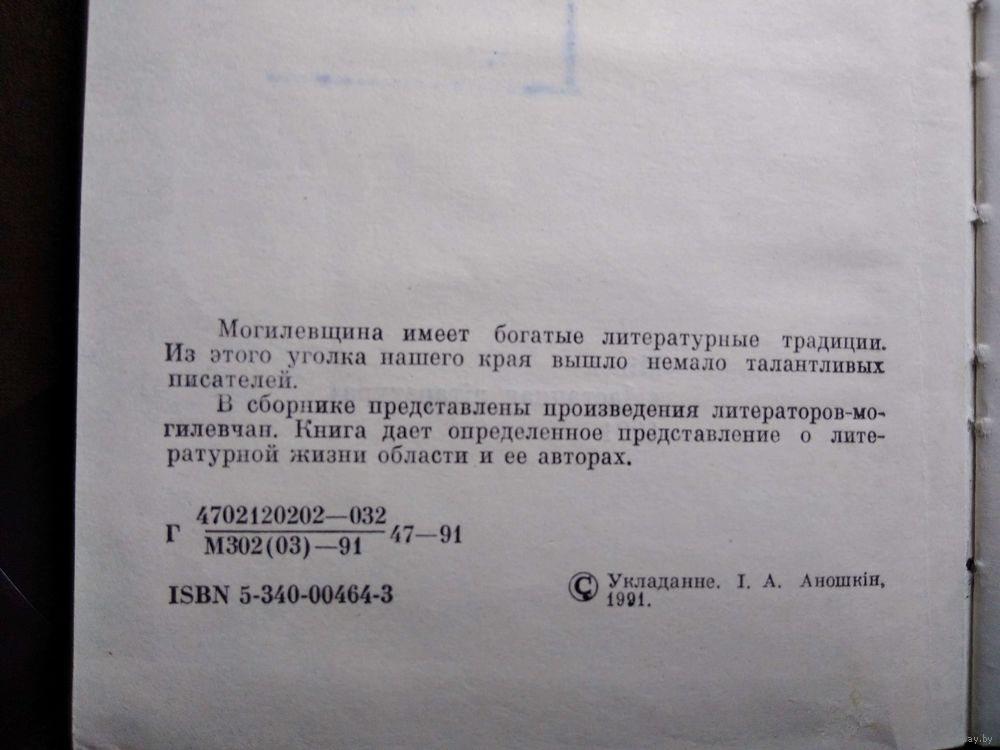 Могилевщина имеет богатые литературные традиции.
Из этого уголка нашего края вышло немало талантливых
писателей.
В сборнике представлены произведения литераторов-мо-
гилевчан. Книга дает определенное представление о лите-
ратурной жизни области и ее авторах.
Г 4702120202—032 47—91
М302(03)—91
ISBN 5-340-00464-3
© Укладанне. І. А. Аношкін,
1991.
ay.by